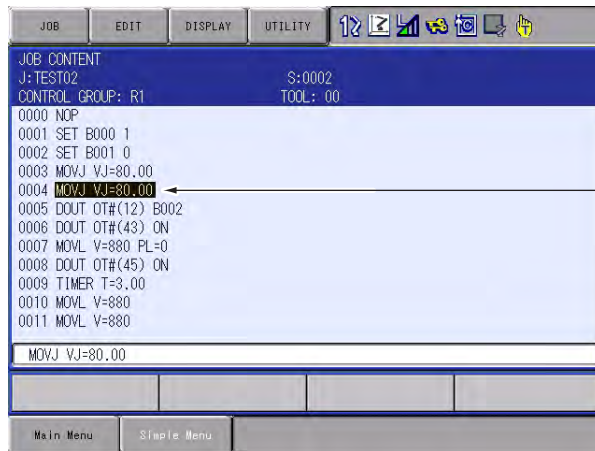 JOB EDIT DISPLAY UTILITY
JOB CONTENT
J:TEST02 S:0002
CONTROL GROUP: R1 TOOL: 00
0000 NOP
0001 SET B000 1
0002 SET B001 0
0003 MOVJ VJ=80.00
0004 MOVJ VJ=80.00
0005 DOUT OT#(12) B002
0006 DOUT OT#(43) ON
0007 MOVL V=880 PL=0
0008 DOUT OT#(45) ON
0009 TIMER T=3.00
0010 MOVL V=880
0011 MOVL V=880
MOVJ VJ=80.00
Main Menu Simple Menu